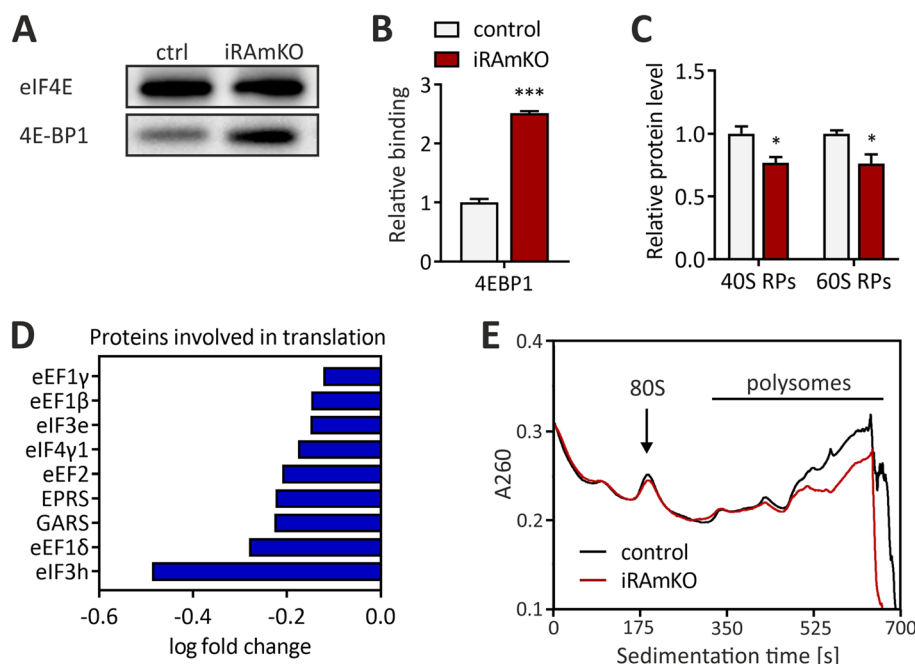 A
ctrl iRAmKO
eIF4E
4E-BP1
B
control
iRAmKO
Relative binding
3
2
1
0
***
4EBP1
C
Relative protein level
1.5
1.0
0.5
0.0
*
*
40S RPs 60S RPs
D
Proteins involved in translation
eEF1γ
eEF1β
eIF3e
eIF4γ1
eEF2
EPRS
GARS
eEF1δ
eIF3h
-0.6 -0.4 -0.2 0.0
log fold change
E
A260
0.4
0.3
0.2
0.1
80S
polysomes
control
iRAmKO
0 175 350 525 700
Sedimentation time [s]